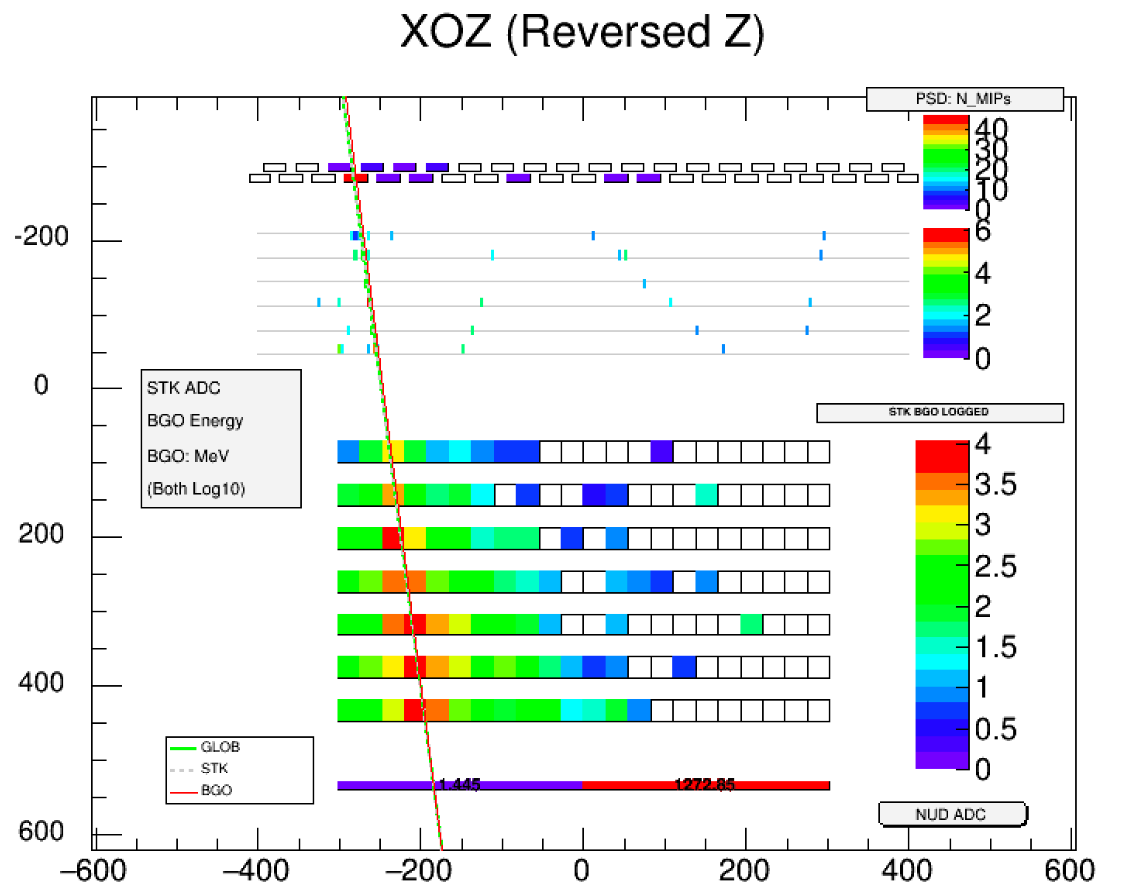 XOZ (Reversed Z)
PSD: N_MIPs
40
30
20
10
0
-200
6
4
2
0
0
STK ADC
BGO Energy
BGO: MeV
(Both Log10)
STK BGO LOGGED
4
3.5
3
2.5
2
1.5
1
0.5
0
200
400
GLOB
STK
BGO
1.445
1272.85
NUD ADC
600
−600 −400 −200 0 200 400 600